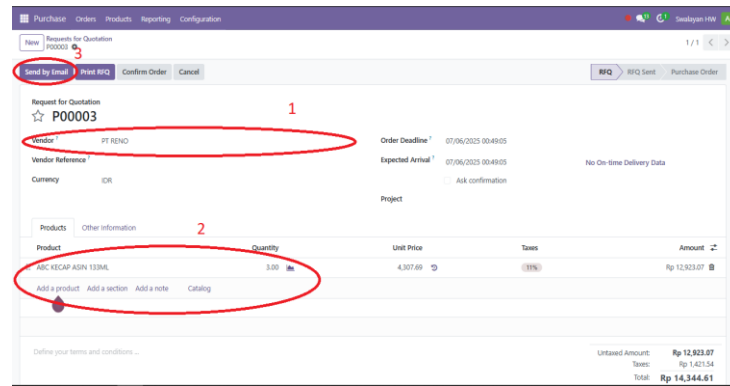 Purchase Orders Products Reporting Configuration
Swalayan HW
New Requests for Quotation 1 / 1
P00003
3
Send by Email Print RFQ Confirm Order Cancel RFQ RFQ Sent Purchase Order
Request for Quotation
P00003 1
Vendor ? PT RENO Order Deadline ? 07/06/2025 00:49:05
Vendor Reference ? Expected Arrival ? 07/06/2025 00:49:05 No On-time Delivery Data
Currency IDR Ask confirmation
Project
Products Other Information 2
Product Quantity Unit Price Taxes Amount
ABC KECAP ASIN 133ML 3.00 4,307.69 11% Rp 12,923.07
Add a product Add a section Add a note Catalog
Define your terms and conditions ... Untaxed Amount: Rp 12,923.07
Taxes: Rp 1,421.54
Total: Rp 14,344.61